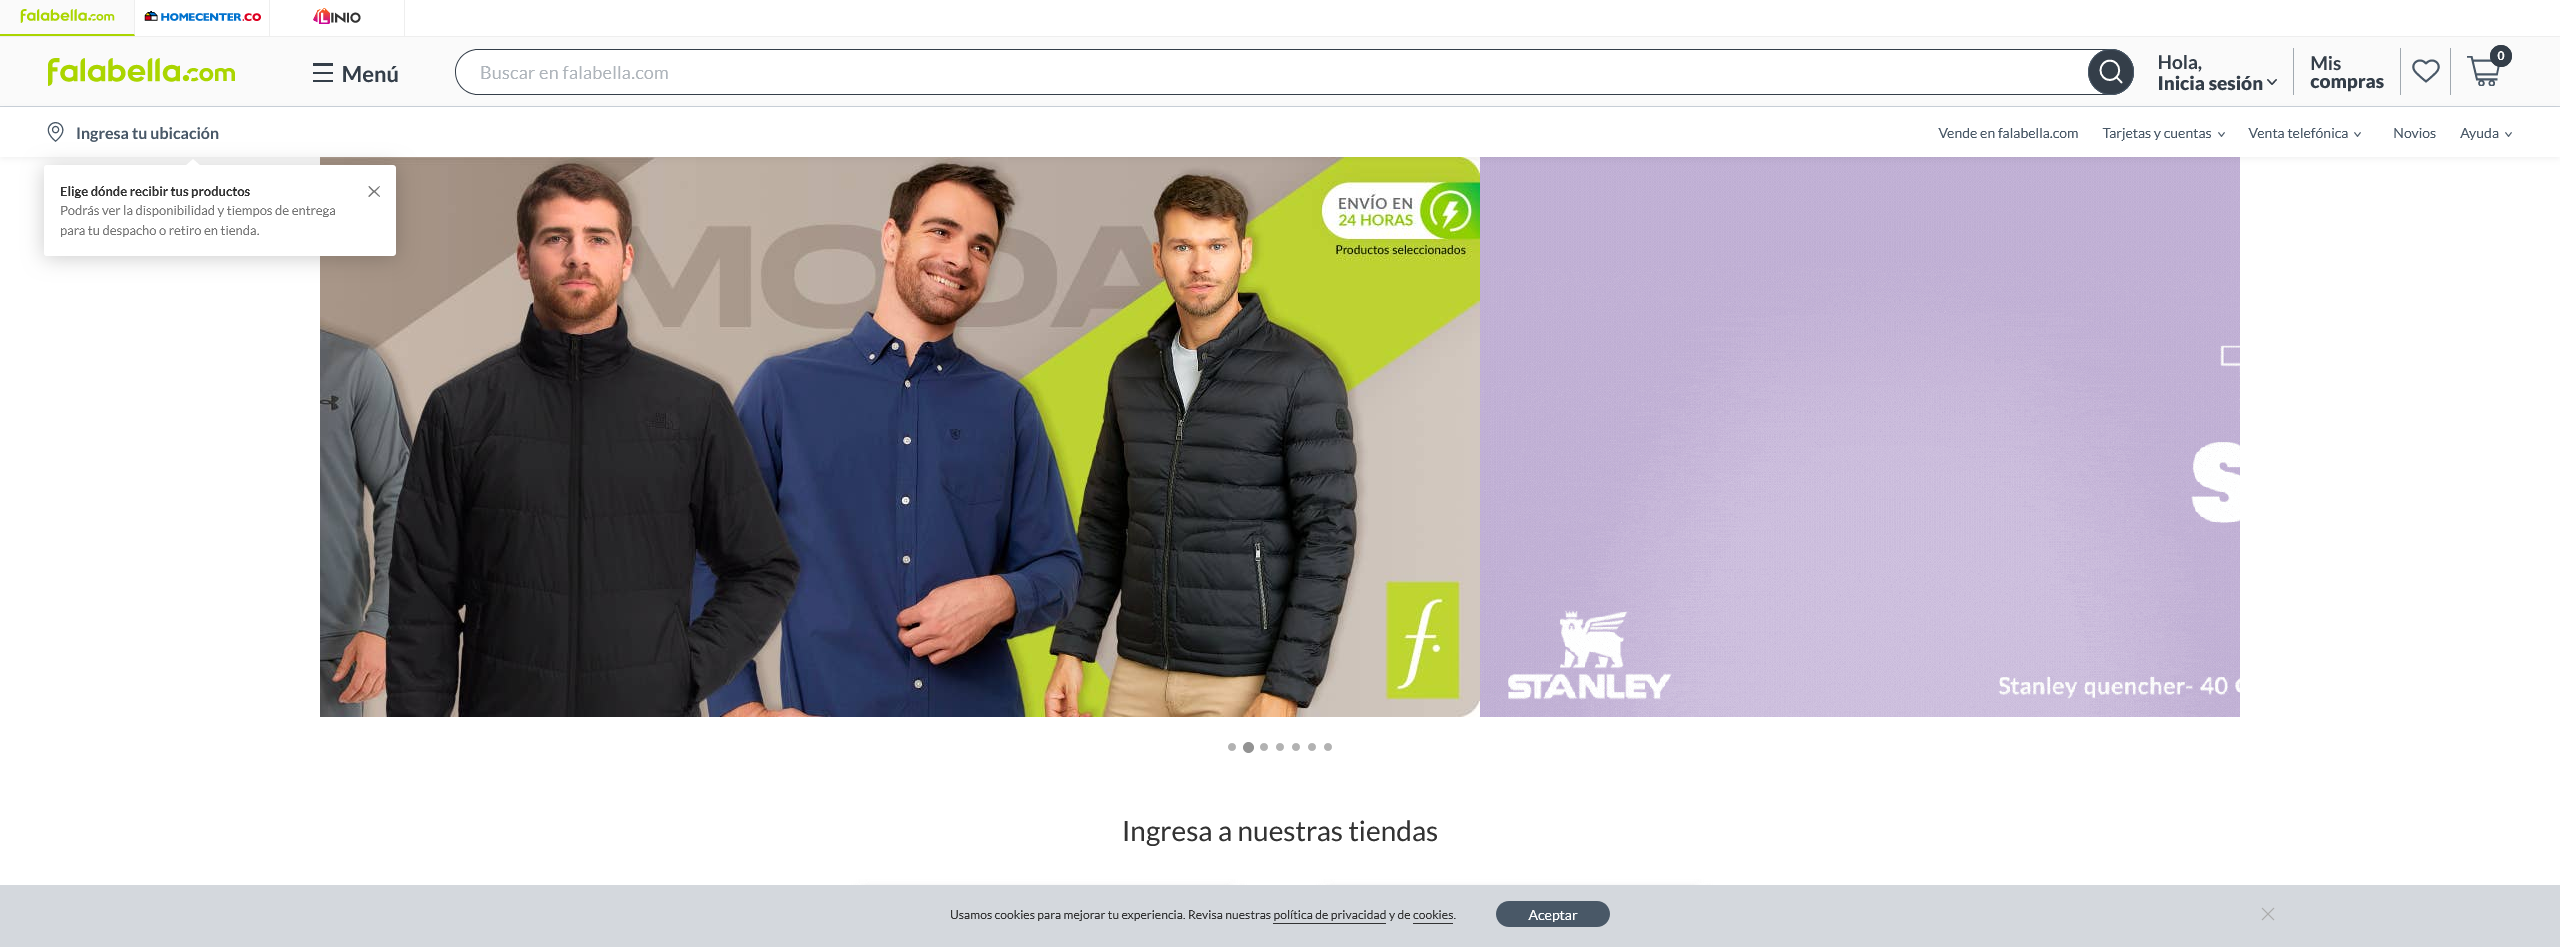 falabella.com
HOMECENTER.CO
LINIO
falabella.com
Menú
Buscar en falabella.com
Hola,
Inicia sesión
Mis
compras
0
Ingresa tu ubicación
Vende en falabella.com
Tarjetas y cuentas
Venta telefónica
Novios
Ayuda
Elige dónde recibir tus productos
Podrás ver la disponibilidad y tiempos de entrega
para tu despacho o retiro en tienda.
MODA
ENVÍO EN
24 HORAS
Productos seleccionados
f.
S
STANLEY
Stanley quencher- 40
Ingresa a nuestras tiendas
Usamos cookies para mejorar tu experiencia. Revisa nuestras política de privacidad y de cookies.
Aceptar